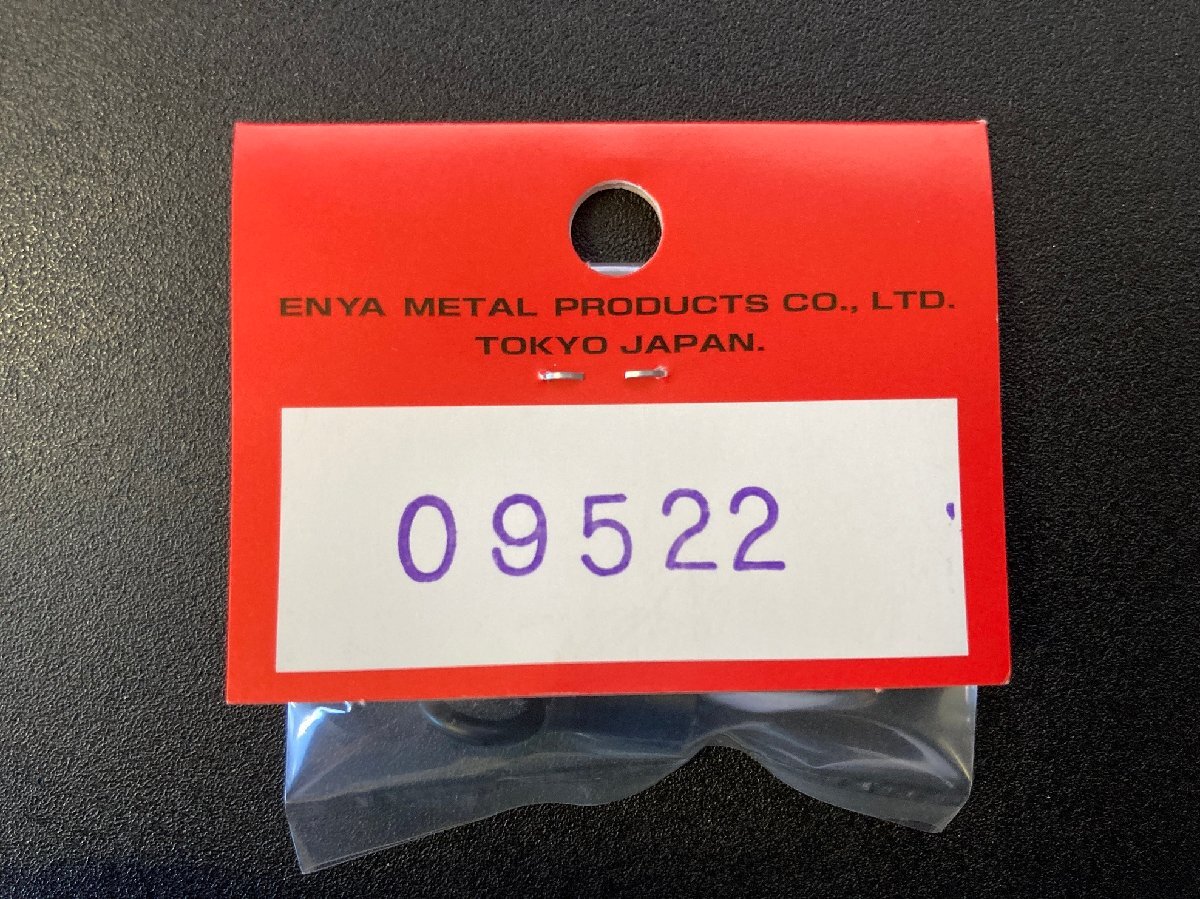 ENYA METAL PRODUCTS CO., LTD.
TOKYO JAPAN.
09522